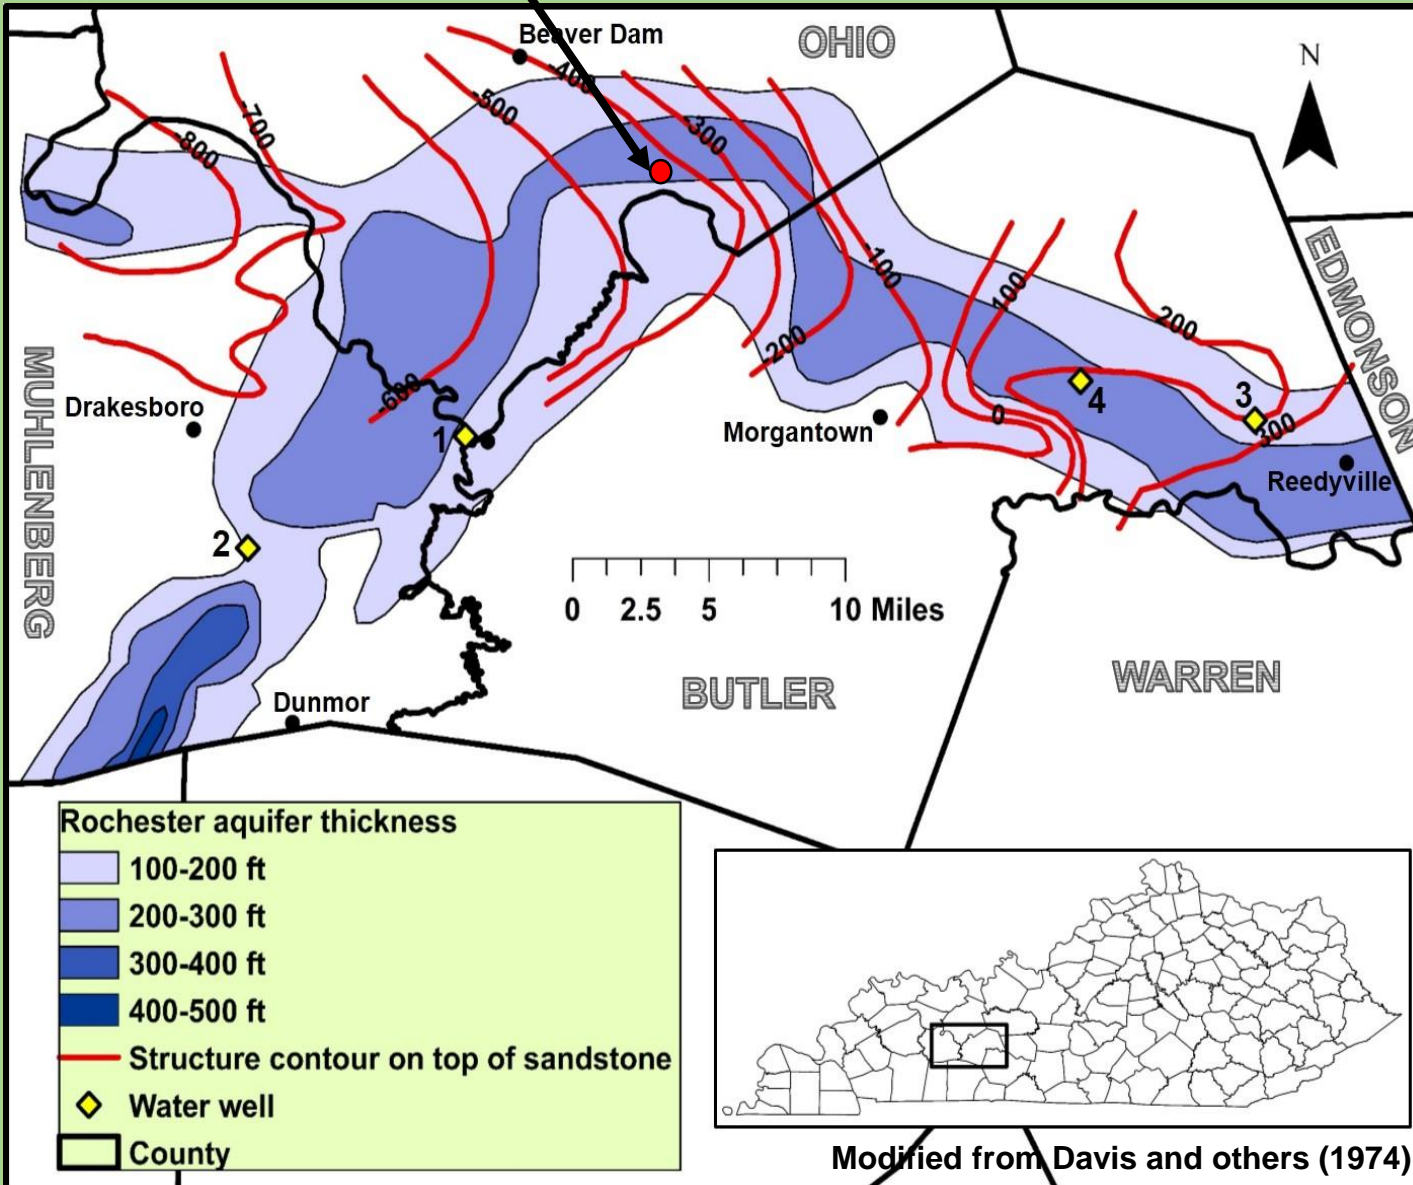 Beaver Dam
OHIO
N
-400
-700
-500
-800
-300
EDMONSON
-100
100
200
MUHLENBERG
-200
-600
Drakesboro
4
3
0
300
Morgantown
1
Reedyville
2
0 2.5 5 10 Miles
BUTLER
WARREN
Dunmor
Rochester aquifer thickness
100-200 ft
200-300 ft
300-400 ft
400-500 ft
Structure contour on top of sandstone
Water well
County
Modified from Davis and others (1974)